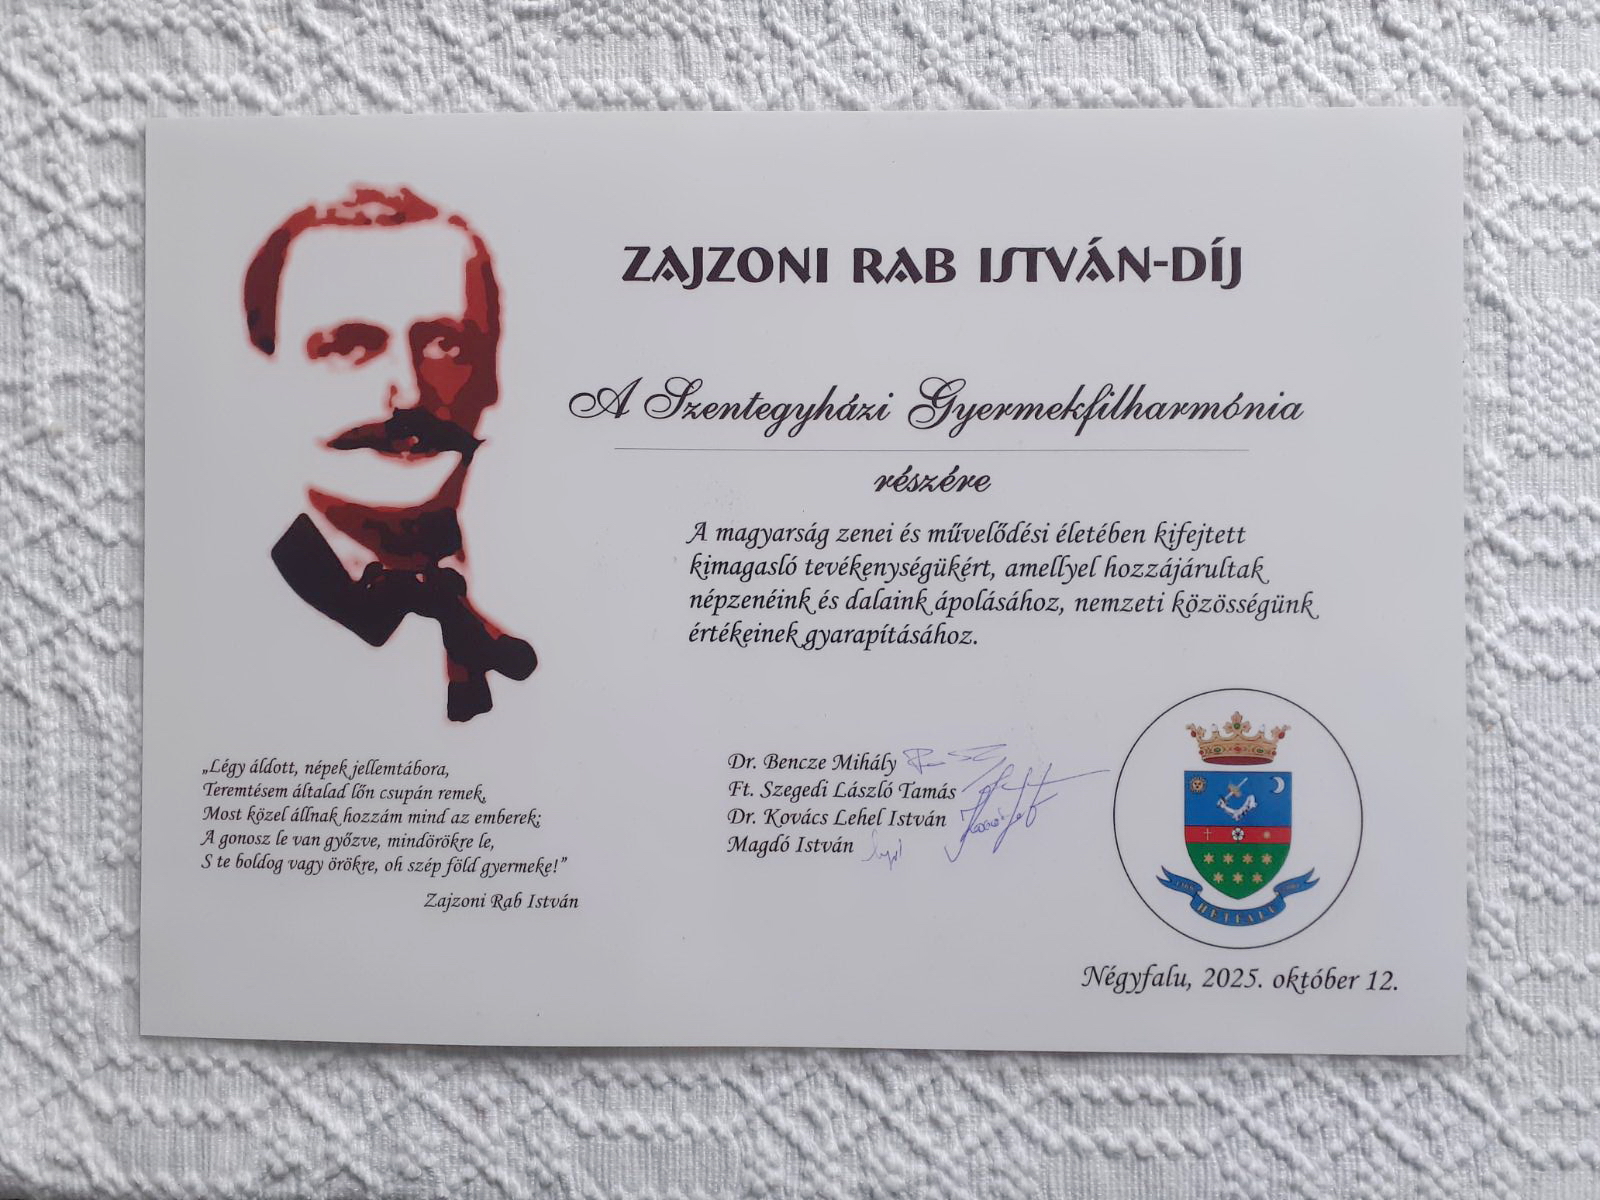 ZAJZONI RAB ISTVÁN-DÍJ
A Szentegyházi Gyermekfilharmónia
részére
A magyarság zenei és művelődési életében kifejtett
kimagasló tevékenységükért, amellyel hozzájárultak
népzenéink és dalaink ápolásához, nemzeti közösségünk
értékeinek gyarapításához.
„Légy áldott, népek jellemtábora,
Teremtésem általad lőn csupán remek,
Most közel állnak hozzám mind az emberek;
A gonosz le van győzve, mindörökre le,
S te boldog vagy örökre, oh szép föld gyermeke!”
Zajzoni Rab István
Dr. Bencze Mihály
Ft. Szegedi László Tamás
Dr. Kovács Lehel István
Magdó István
HÉTFALU
Négyfalu, 2025. október 12.